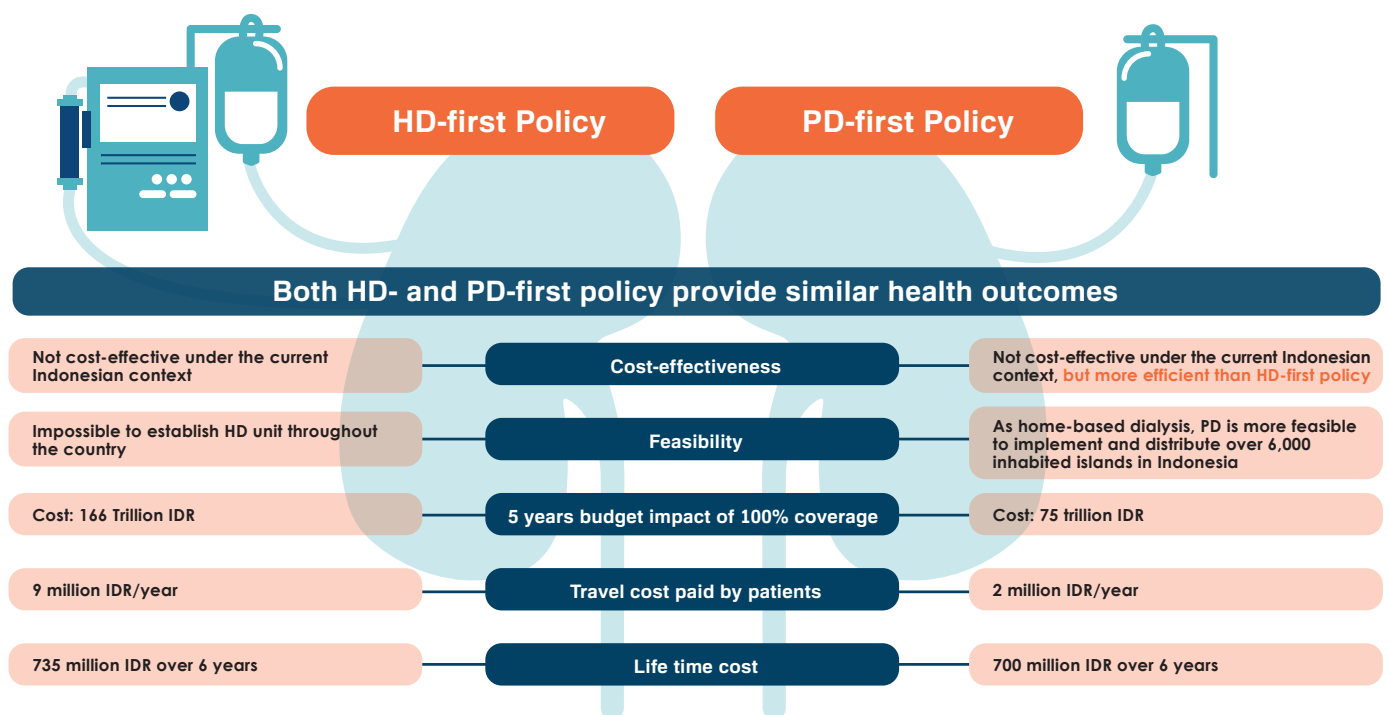 HD-first Policy
PD-first Policy
Both HD- and PD-first policy provide similar health outcomes
Not cost-effective under the current
Indonesian context
Cost-effectiveness
Not cost-effective under the current Indonesian
context, but more efficient than HD-first policy
Impossible to establish HD unit throughout
the country
Feasibility
As home-based dialysis, PD is more feasible
to implement and distribute over 6,000
inhabited islands in Indonesia
Cost: 166 Trillion IDR
5 years budget impact of 100% coverage
Cost: 75 trillion IDR
9 million IDR/year
Travel cost paid by patients
2 million IDR/year
735 million IDR over 6 years
Life time cost
700 million IDR over 6 years